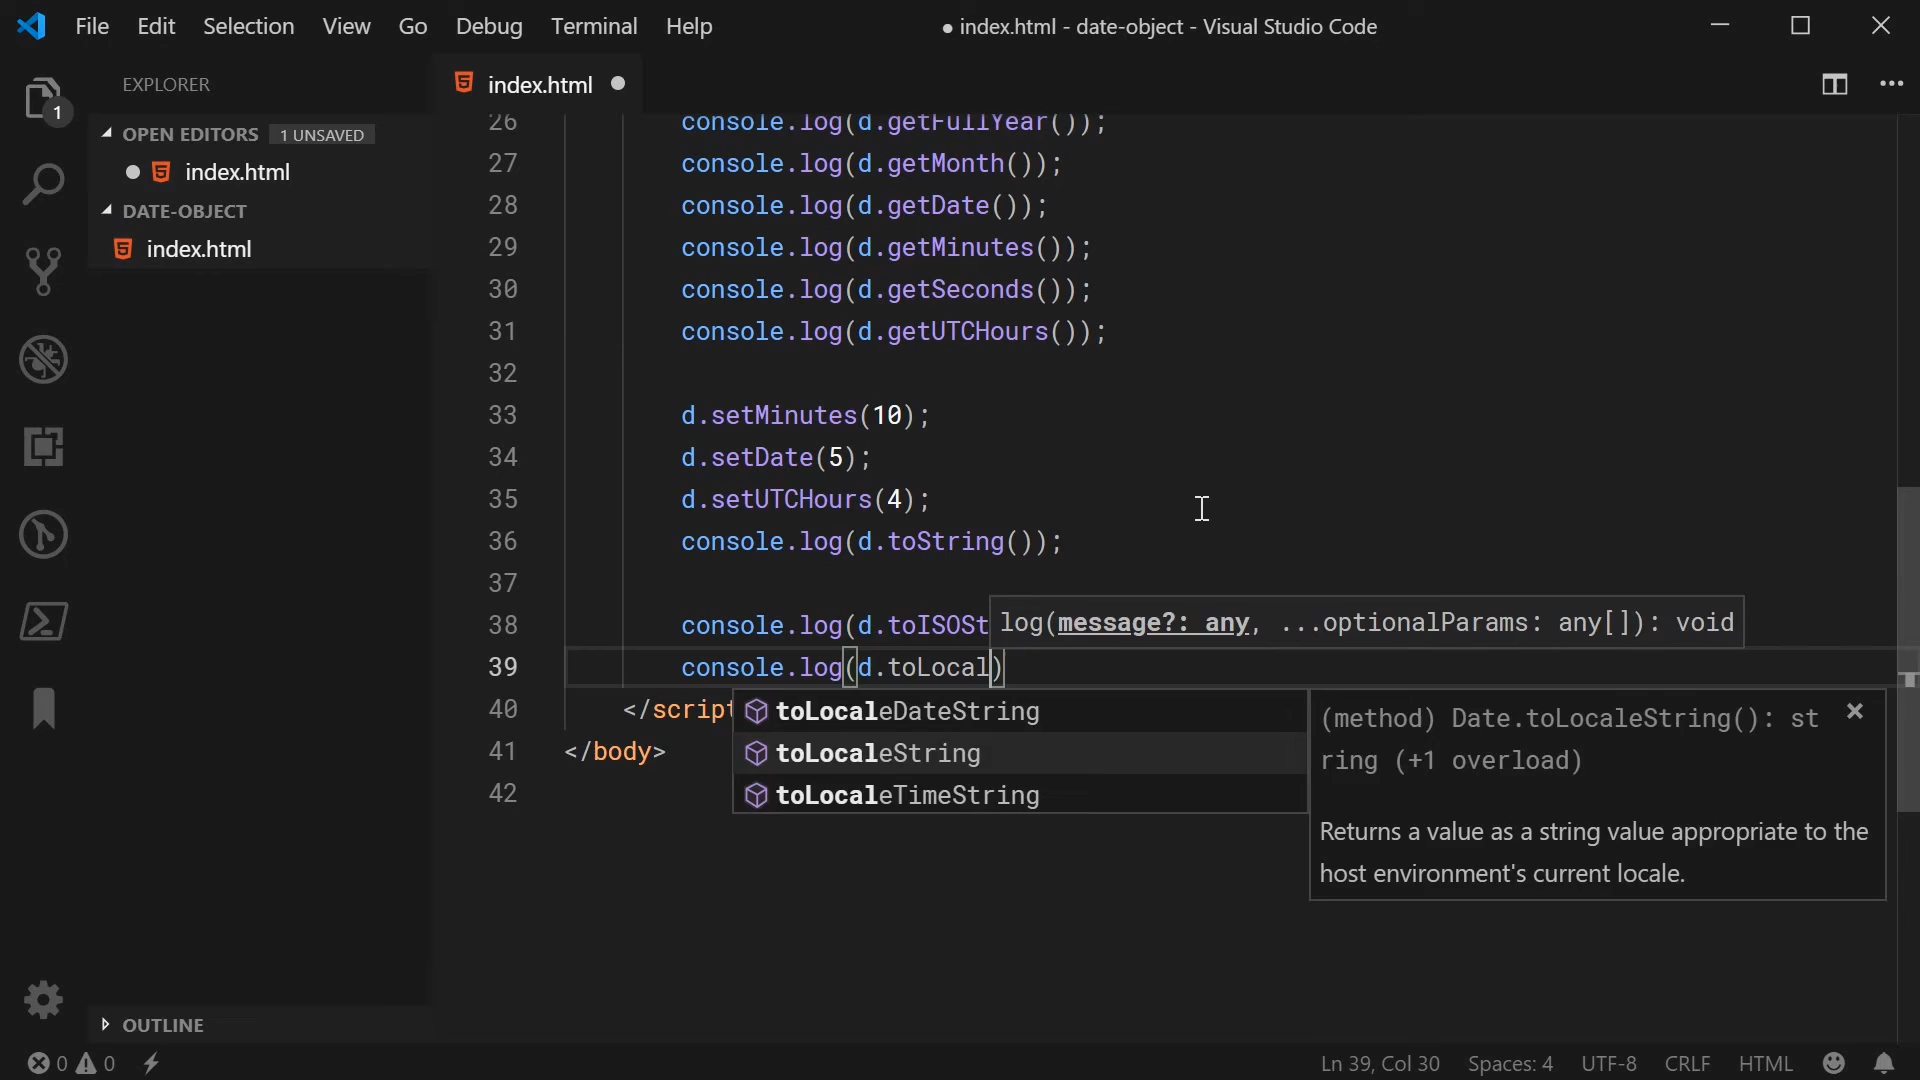 File Edit Selection View Go Debug Terminal Help
● index.html - date-object - Visual Studio Code
EXPLORER
index.html
1
OPEN EDITORS 1 UNSAVED
index.html
DATE-OBJECT
index.html
26 console.log(d.getFullYear());
27 console.log(d.getMonth());
28 console.log(d.getDate());
29 console.log(d.getMinutes());
30 console.log(d.getSeconds());
31 console.log(d.getUTCHours());
32
33 d.setMinutes(10);
34 d.setDate(5);
35 d.setUTCHours(4);
36 console.log(d.toString());
37
38 console.log(d.toISOSt
log(message?: any, ...optionalParams: any[]): void
39 console.log(d.toLocal)
40 </script
41 </body>
42
toLocaleDateString
toLocaleString
toLocaleTimeString
(method) Date.toLocaleString(): st
ring (+1 overload)
Returns a value as a string value appropriate to the
host environment's current locale.
OUTLINE
0 0
Ln 39, Col 30 Spaces: 4 UTF-8 CRLF HTML